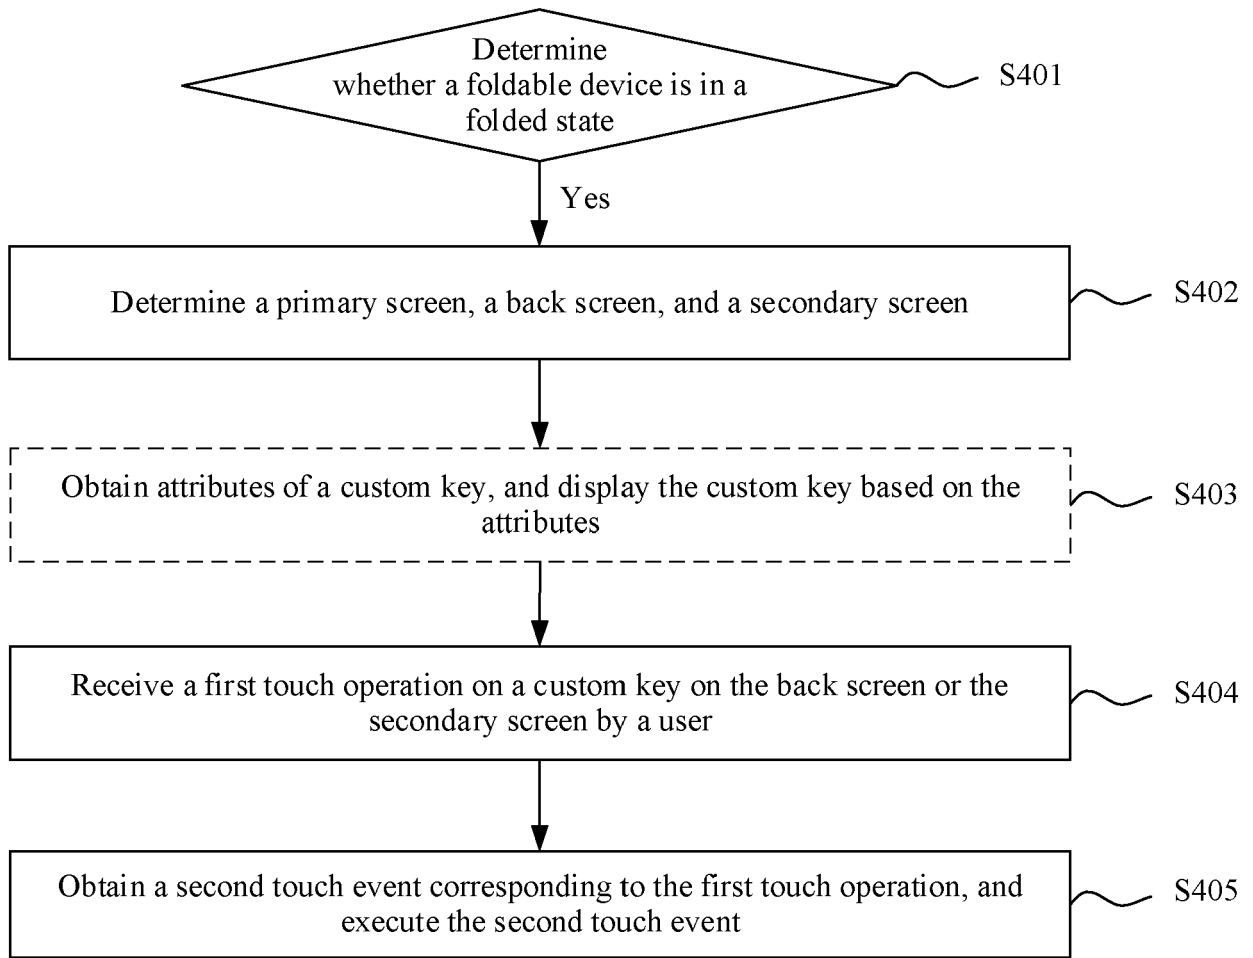 Determine
whether a foldable device is in a
folded state
S401
Yes
Determine a primary screen, a back screen, and a secondary screen
S402
Obtain attributes of a custom key, and display the custom key based on the
attributes
S403
Receive a first touch operation on a custom key on the back screen or the
secondary screen by a user
S404
Obtain a second touch event corresponding to the first touch operation, and
execute the second touch event
S405